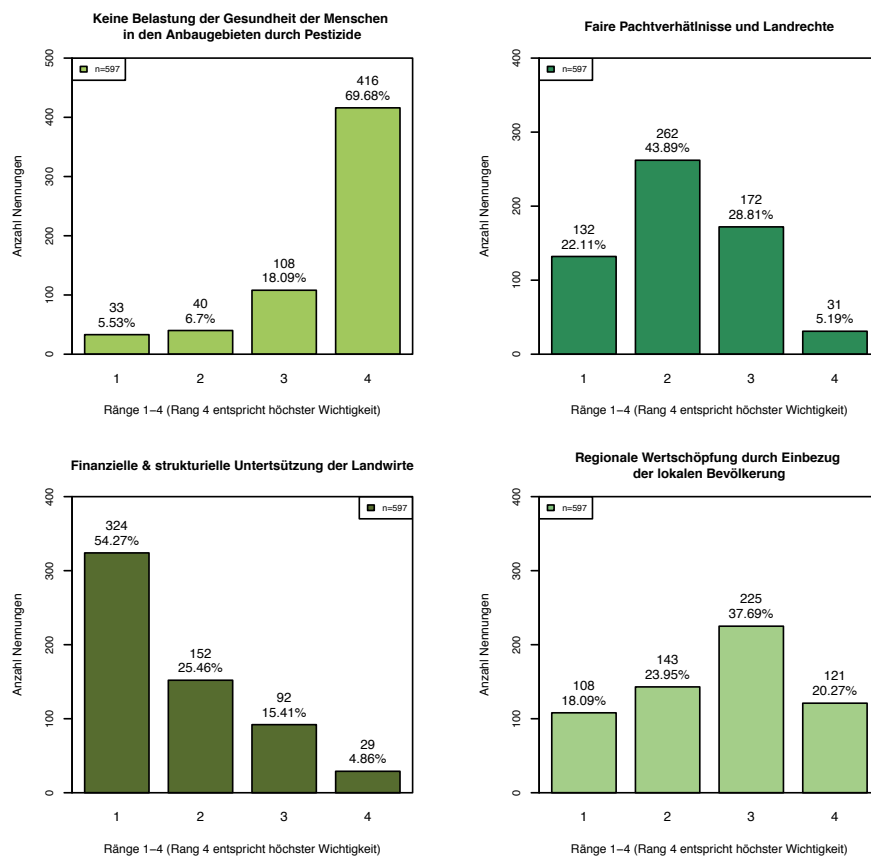 Keine Belastung der Gesundheit der Menschen
in den Anbaugebieten durch Pestizide
n=597
Anzahl Nennungen
500
400
300
200
100
0
33
5.53%
40
6.7%
108
18.09%
416
69.68%
1 2 3 4
Ränge 1–4 (Rang 4 entspricht höchster Wichtigkeit)
Faire Pachtverhätlnisse und Landrechte
n=597
Anzahl Nennungen
400
300
200
100
0
132
22.11%
262
43.89%
172
28.81%
31
5.19%
1 2 3 4
Ränge 1–4 (Rang 4 entspricht höchster Wichtigkeit)
Finanzielle & strukturielle Untertsützung der Landwirte
n=597
Anzahl Nennungen
400
300
200
100
0
324
54.27%
152
25.46%
92
15.41%
29
4.86%
1 2 3 4
Ränge 1–4 (Rang 4 entspricht höchster Wichtigkeit)
Regionale Wertschöpfung durch Einbezug
der lokalen Bevölkerung
n=597
Anzahl Nennungen
400
300
200
100
0
108
18.09%
143
23.95%
225
37.69%
121
20.27%
1 2 3 4
Ränge 1–4 (Rang 4 entspricht höchster Wichtigkeit)